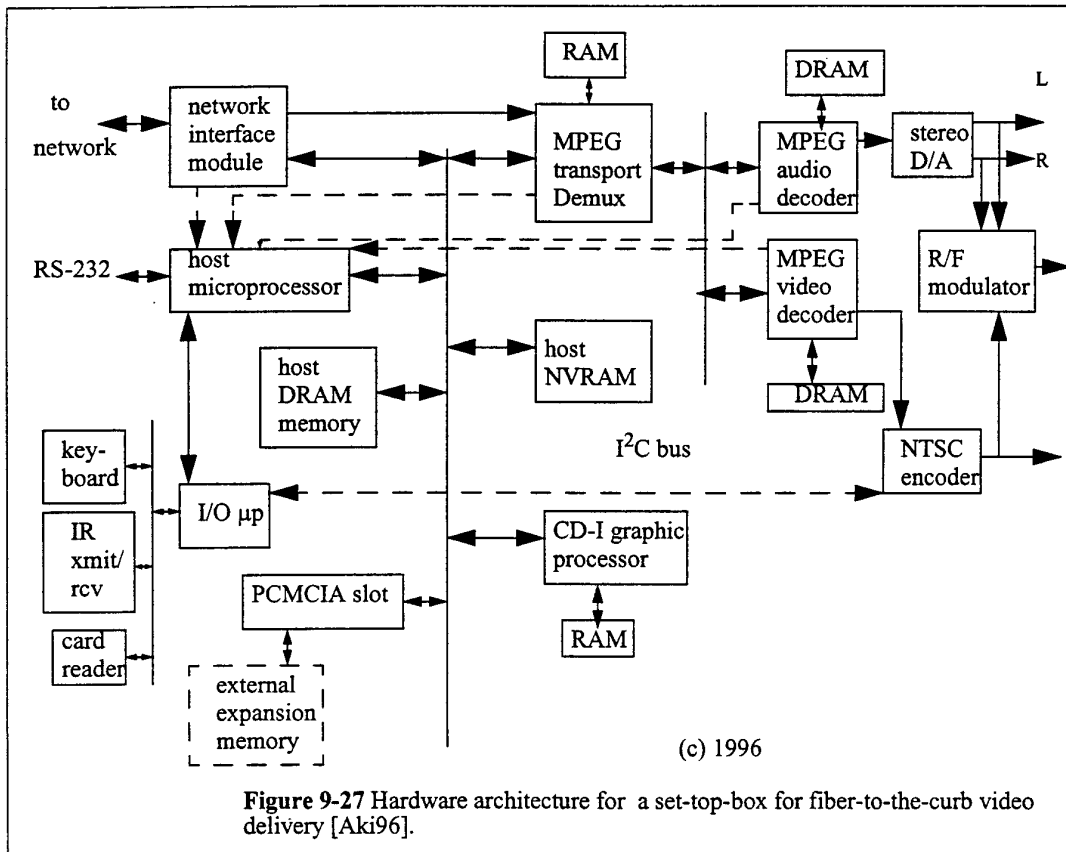 RAM
DRAM
L
to
network
network
interface
module
MPEG
transport
Demux
MPEG
audio
decoder
stereo
D/A
R
RS-232
host
microprocessor
MPEG
video
decoder
R/F
modulator
host
DRAM
memory
host
NVRAM
DRAM
I²C bus
NTSC
encoder
key-
board
I/O µp
IR
xmit/
rcv
CD-I graphic
processor
PCMCIA slot
card
reader
RAM
external
expansion
memory
(c) 1996
Figure 9-27 Hardware architecture for a set-top-box for fiber-to-the-curb video
delivery [Aki96].